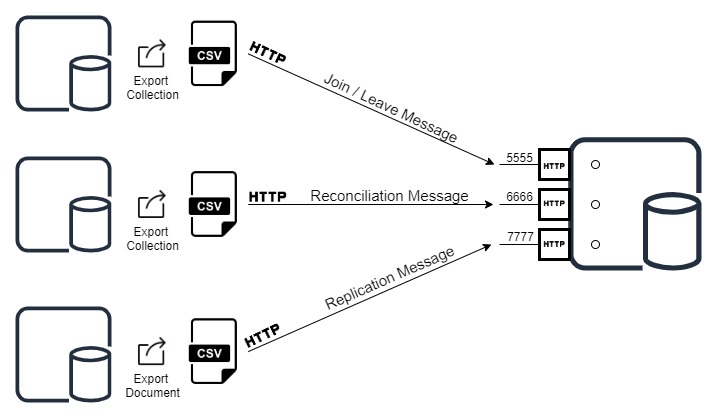 CSV
HTTP
Export
Collection
Join / Leave Message
5555
HTTP
Export
Collection
CSV
HTTP
Reconciliation Message
6666
HTTP
7777
HTTP
Replication Message
Export
Document
CSV
HTTP